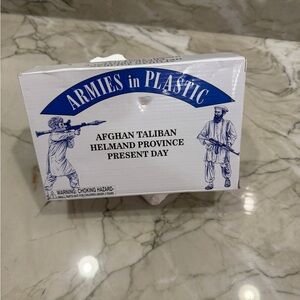 ARMIES in PLASTIC
AFGHAN TALIBAN
HELMAND PROVINCE
PRESENT DAY
WARNING: CHOKING HAZARD-